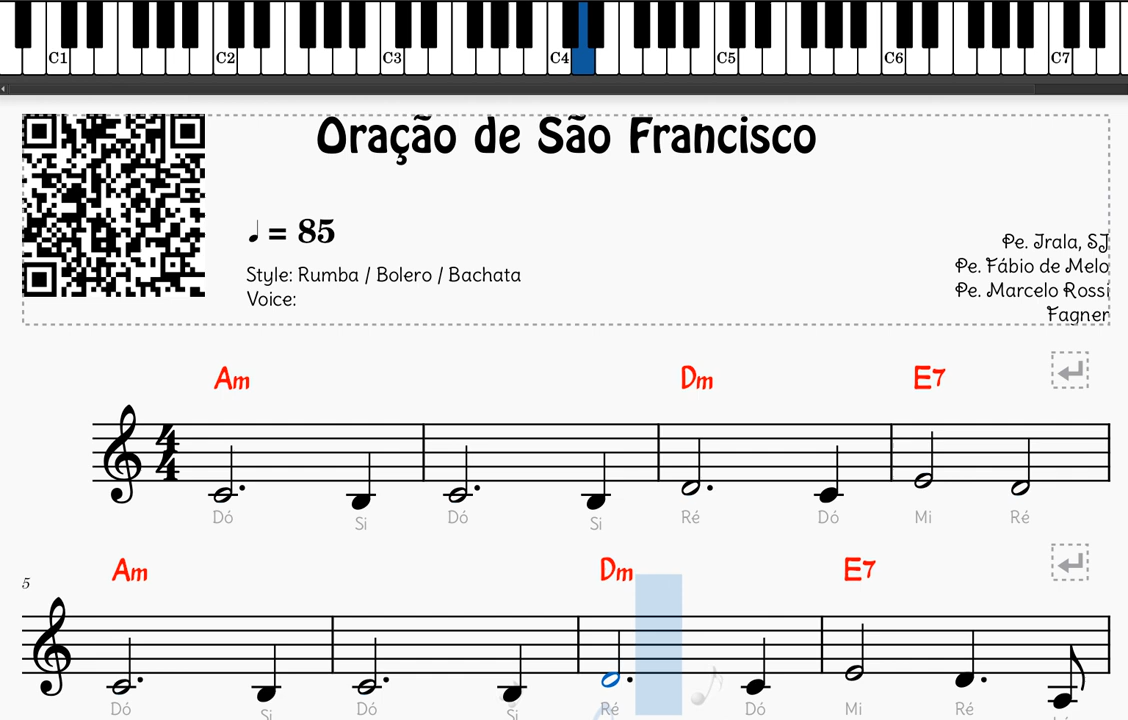 C1 C2 C3 C4 C5 C6 C7
Oração de São Francisco
♩ = 85
Style: Rumba / Bolero / Bachata
Voice:
Pe. Irala, SJ
Pe. Fábio de Melo
Pe. Marcelo Rossi
Fagner
Am Dm E7
4
4
Dó Si Dó Si Ré Dó Mi Ré
5
Am Dm E7
Dó Si Dó Si Ré Dó Mi Ré